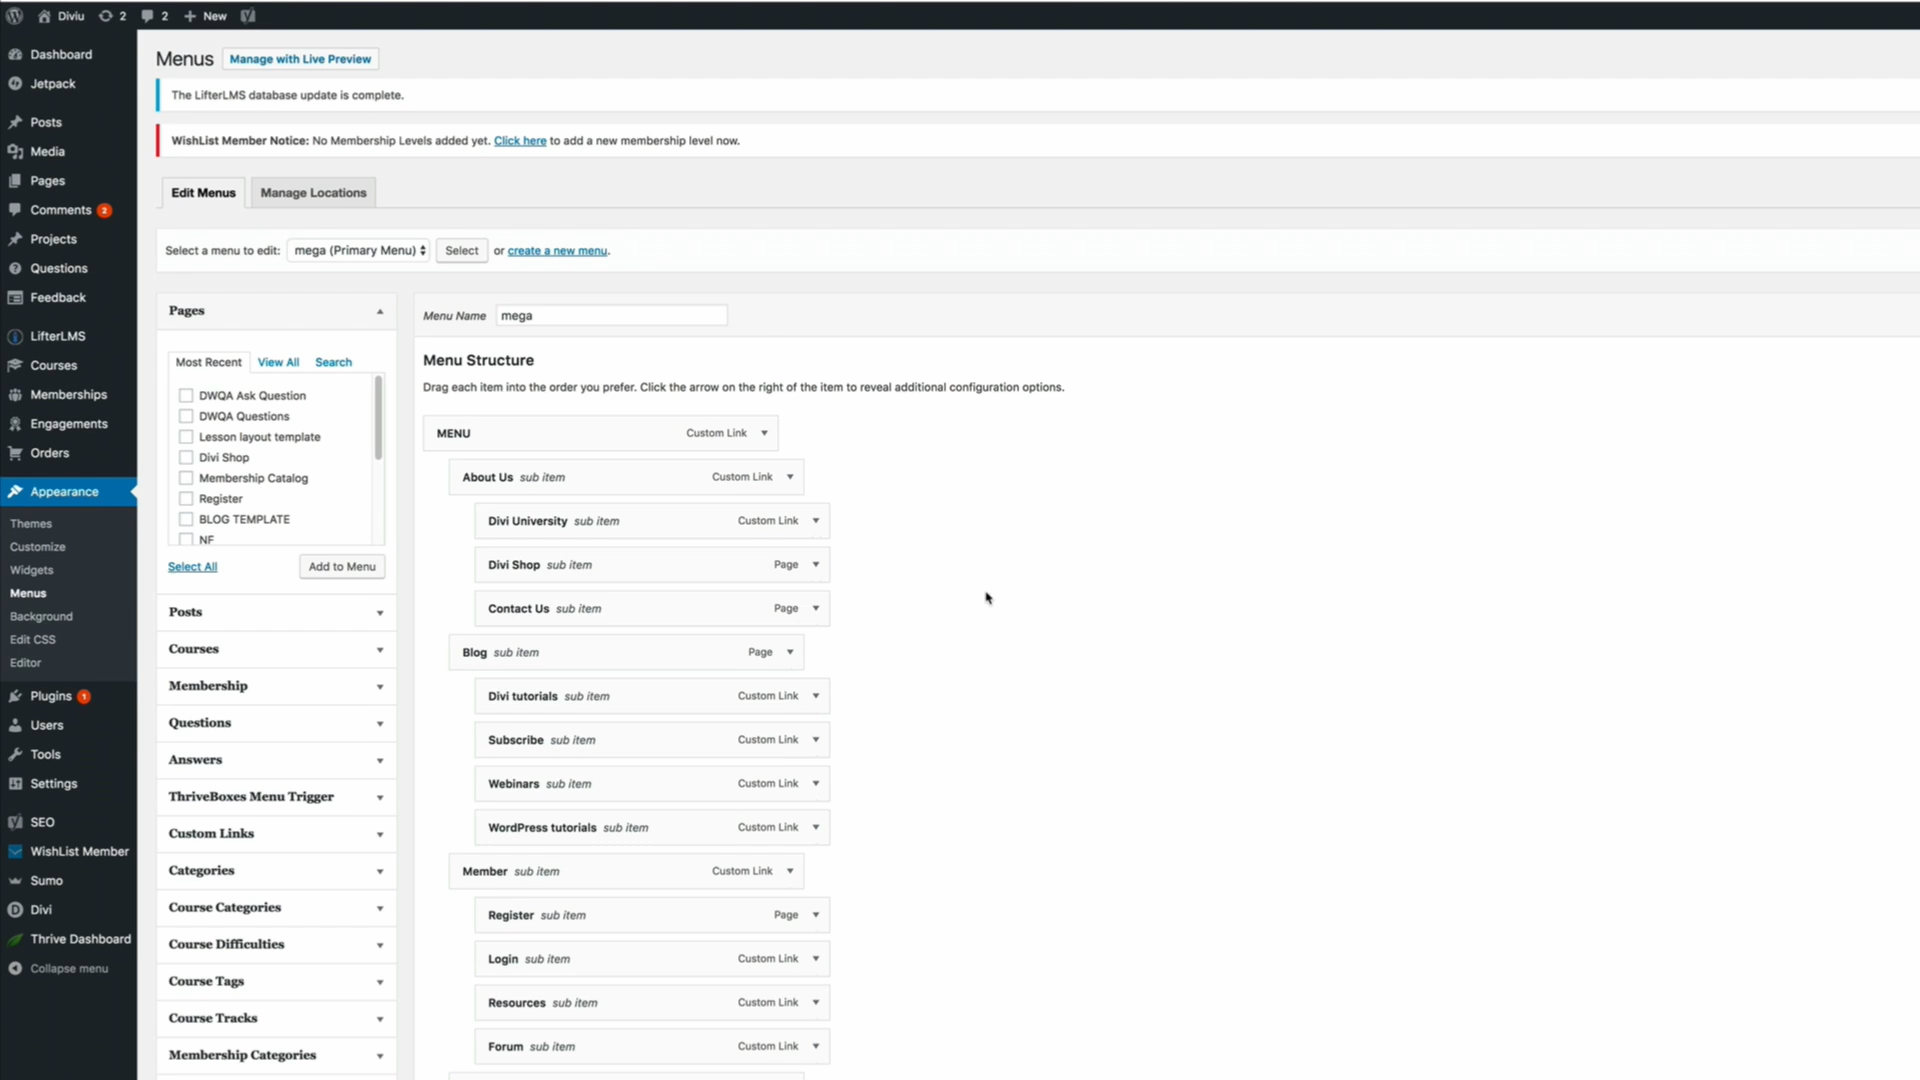 Diviu 2 2 New
Dashboard
Jetpack
Posts
Media
Pages
Comments 2
Projects
Questions
Feedback
LifterLMS
Courses
Memberships
Engagements
Orders
Appearance
Themes
Customize
Widgets
Menus
Background
Edit CSS
Editor
Plugins 1
Users
Tools
Settings
SEO
WishList Member
Sumo
Divi
Thrive Dashboard
Collapse menu
Menus Manage with Live Preview
The LifterLMS database update is complete.
WishList Member Notice: No Membership Levels added yet. Click here to add a new membership level now.
Edit Menus Manage Locations
Select a menu to edit: mega (Primary Menu) Select or create a new menu.
Pages
Most Recent View All Search
DWQA Ask Question
DWQA Questions
Lesson layout template
Divi Shop
Membership Catalog
Register
BLOG TEMPLATE
NF
Select All Add to Menu
Posts
Courses
Membership
Questions
Answers
ThriveBoxes Menu Trigger
Custom Links
Categories
Course Categories
Course Difficulties
Course Tags
Course Tracks
Membership Categories
Menu Name mega
Menu Structure
Drag each item into the order you prefer. Click the arrow on the right of the item to reveal additional configuration options.
MENU Custom Link
About Us sub item Custom Link
Divi University sub item Custom Link
Divi Shop sub item Page
Contact Us sub item Page
Blog sub item Page
Divi tutorials sub item Custom Link
Subscribe sub item Custom Link
Webinars sub item Custom Link
WordPress tutorials sub item Custom Link
Member sub item Custom Link
Register sub item Page
Login sub item Custom Link
Resources sub item Custom Link
Forum sub item Custom Link